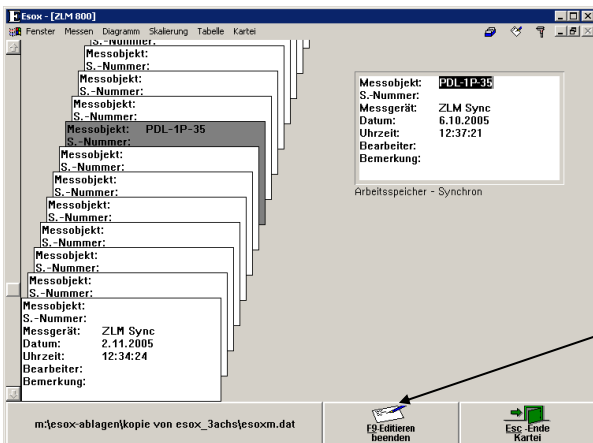 Esox - [ZLM 800]
Fenster Messen Diagramm Skalierung Tabelle Kartei
S.-Nummer:
Messobjekt:
S.-Nummer:
Messobjekt:
S.-Nummer:
Messobjekt:
S.-Nummer:
Messobjekt: PDL-1P-35
S.-Nummer:
Messobjekt:
S.-Nummer:
Messobjekt:
S.-Nummer:
Messobjekt:
S.-Nummer:
Messobjekt:
S.-Nummer:
Messobjekt:
S.-Nummer:
Messobjekt:
S.-Nummer:
Messobjekt:
S.-Nummer:
Messgerät: ZLM Sync
Datum: 2.11.2005
Uhrzeit: 12:34:24
Bearbeiter:
Bemerkung:
Messobjekt: PDL-1P-35
S.-Nummer:
Messgerät: ZLM Sync
Datum: 6.10.2005
Uhrzeit: 12:37:21
Bearbeiter:
Bemerkung:
Arbeitsspeicher - Synchron
m:\esox-ablagen\kopie von esox_3achs\esoxm.dat
F9-Editieren
beenden
Esc -Ende
Kartei